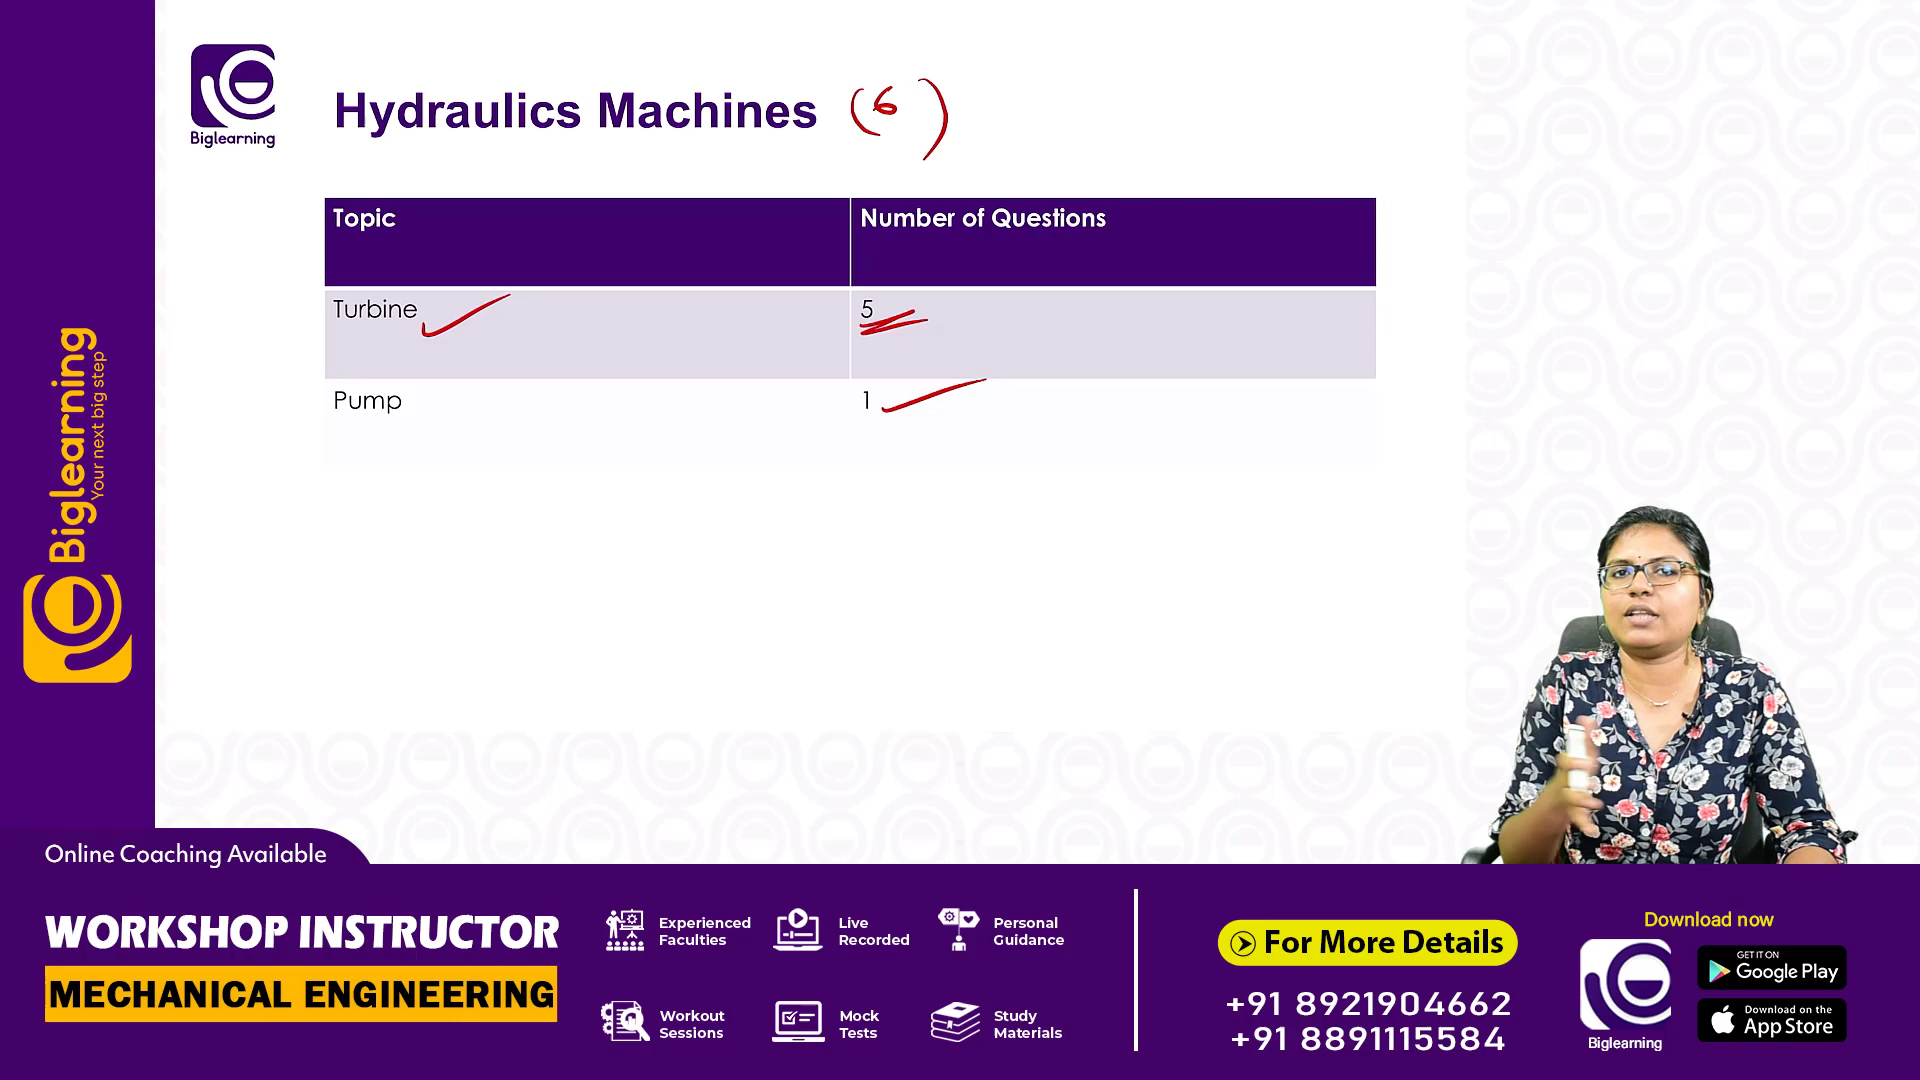 Biglearning
Hydraulics Machines (6)
Topic Number of Questions
Turbine 5
Pump 1
Biglearning
Your next big step
Online Coaching Available
WORKSHOP INSTRUCTOR
MECHANICAL ENGINEERING
Experienced
Faculties
Live
Recorded
Personal
Guidance
Workout
Sessions
Mock
Tests
Study
Materials
For More Details
+91 8921904662
+91 8891115584
Download now
Biglearning
GET IT ON
Google Play
Download on the
App Store